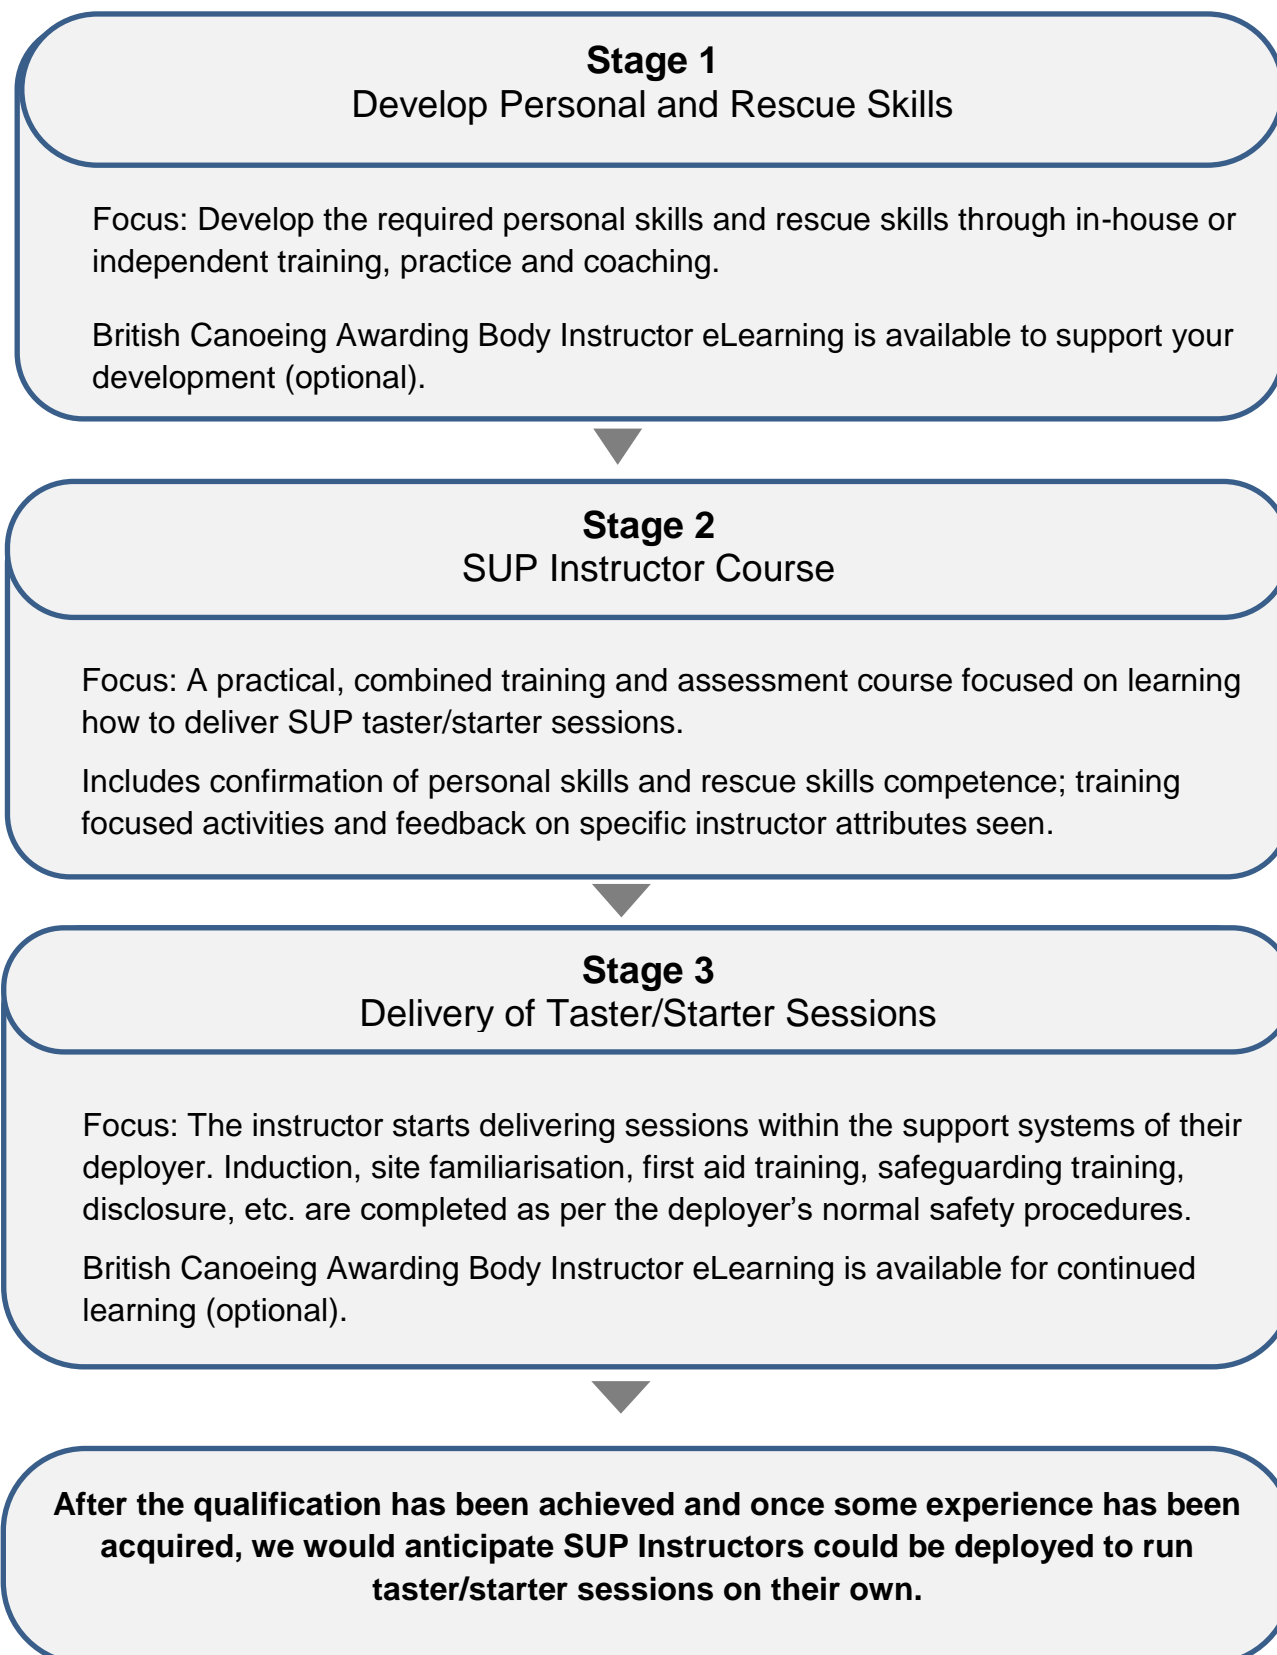 Stage 1
Develop Personal and Rescue Skills
Focus: Develop the required personal skills and rescue skills through in-house or
independent training, practice and coaching.
British Canoeing Awarding Body Instructor eLearning is available to support your
development (optional).
Stage 2
SUP Instructor Course
Focus: A practical, combined training and assessment course focused on learning
how to deliver SUP taster/starter sessions.
Includes confirmation of personal skills and rescue skills competence; training
focused activities and feedback on specific instructor attributes seen.
Stage 3
Delivery of Taster/Starter Sessions
Focus: The instructor starts delivering sessions within the support systems of their
deployer. Induction, site familiarisation, first aid training, safeguarding training,
disclosure, etc. are completed as per the deployer’s normal safety procedures.
British Canoeing Awarding Body Instructor eLearning is available for continued
learning (optional).
After the qualification has been achieved and once some experience has been
acquired, we would anticipate SUP Instructors could be deployed to run
taster/starter sessions on their own.